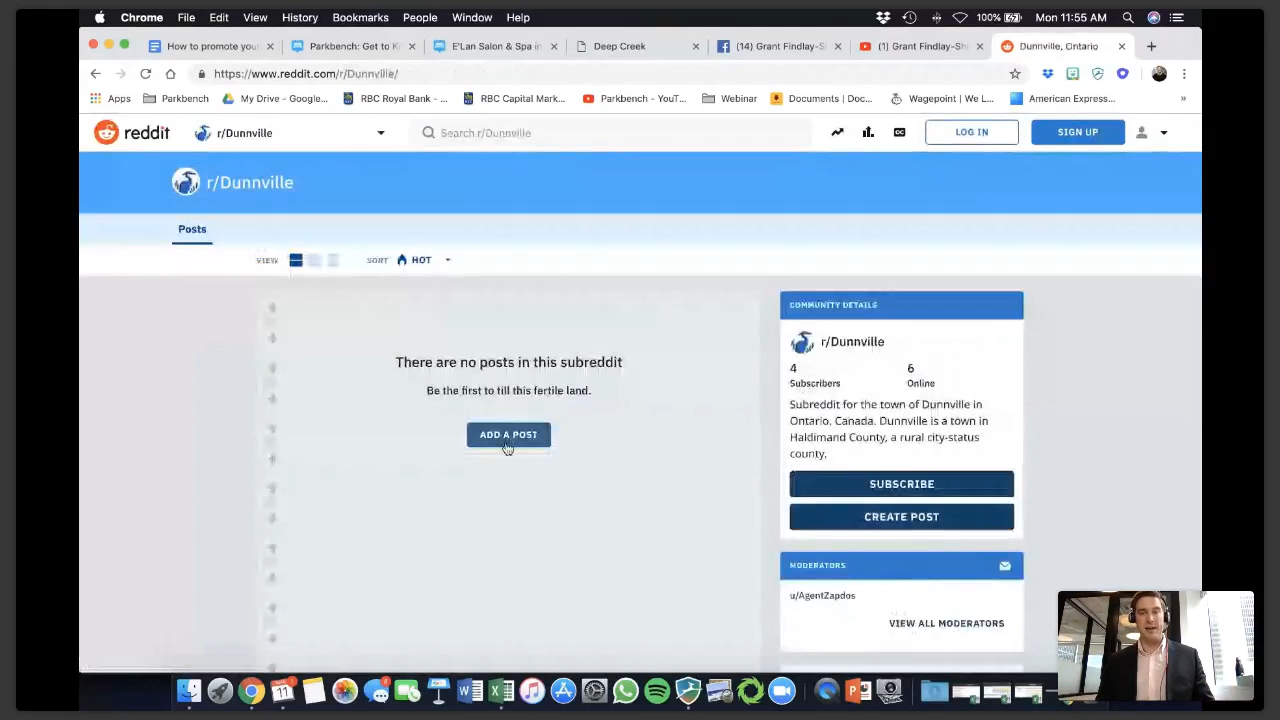 Chrome File Edit View History Bookmarks People Window Help 100% Mon 11:55 AM
How to promote your Parkbench: Get to K E'Lan Salon & Spa in Deep Creek (14) Grant Findlay-Sh (1) Grant Findlay-Sh Dunnville, Ontario
https://www.reddit.com/r/Dunnville/
Apps Parkbench My Drive - Google... RBC Royal Bank - ... RBC Capital Mark... Parkbench - YouT... Webinar Documents | Doc... Wagepoint | We L... American Express... »
reddit r/Dunnville Search r/Dunnville LOG IN SIGN UP
r/Dunnville
Posts
VIEW SORT HOT
COMMUNITY DETAILS
r/Dunnville
4 6
Subscribers Online
Subreddit for the town of Dunnville in
Ontario, Canada. Dunnville is a town in
Haldimand County, a rural city-status
county.
SUBSCRIBE
CREATE POST
There are no posts in this subreddit
Be the first to till this fertile land.
ADD A POST
MODERATORS
u/AgentZapdos
VIEW ALL MODERATORS